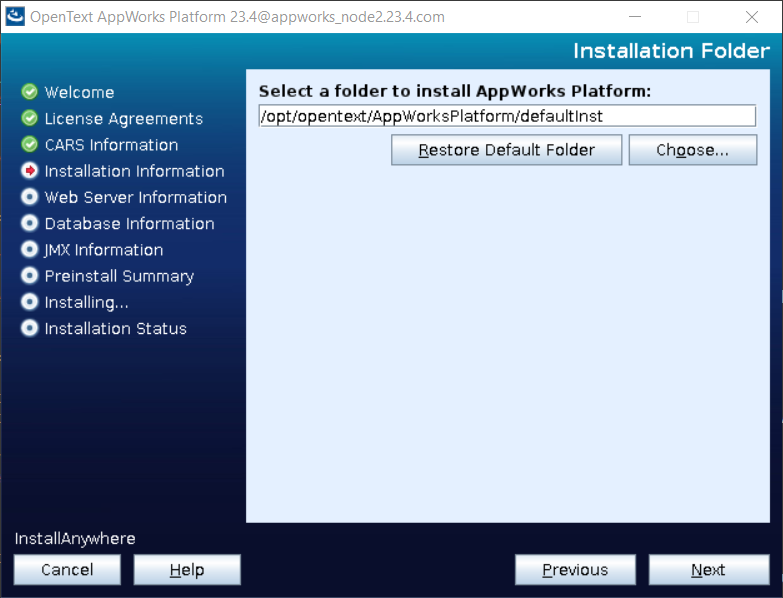 OpenText AppWorks Platform 23.4@appworks_node2.23.4.com
Installation Folder
Welcome
License Agreements
CARS Information
Installation Information
Web Server Information
Database Information
JMX Information
Preinstall Summary
Installing...
Installation Status
Select a folder to install AppWorks Platform:
/opt/opentext/AppWorksPlatform/defaultInst
Restore Default Folder
Choose...
InstallAnywhere
Cancel
Help
Previous
Next